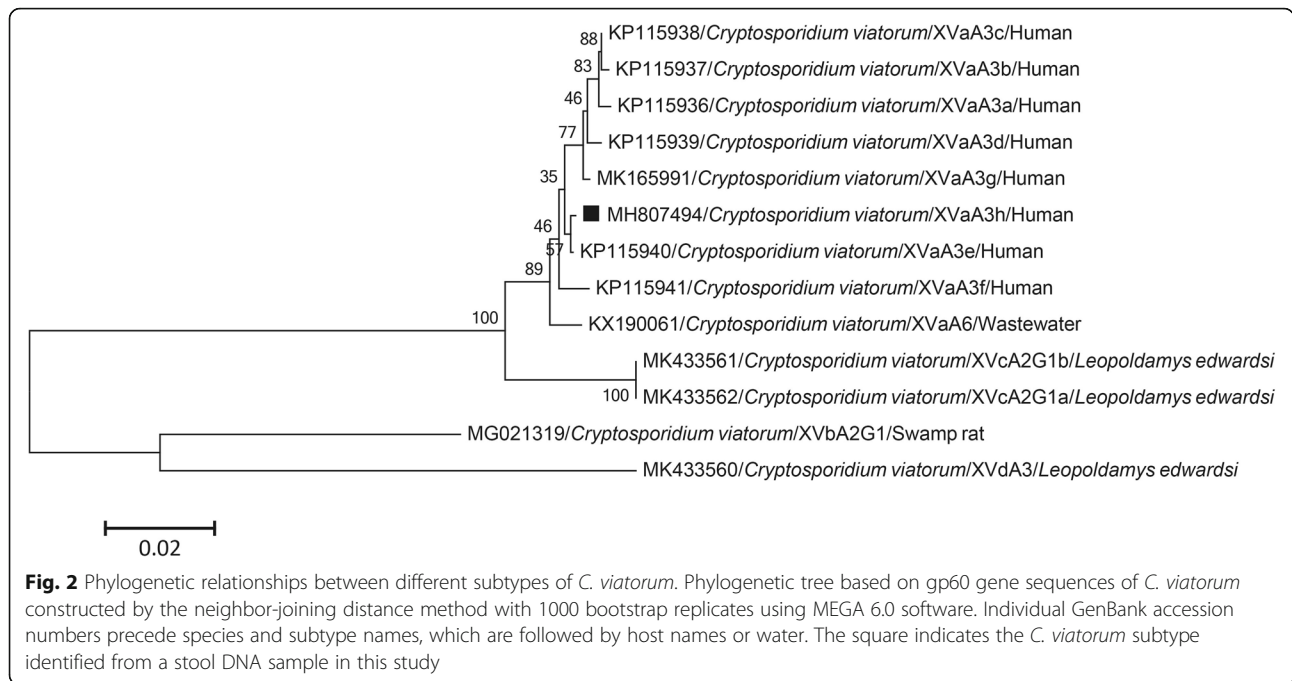 88 KP115938/Cryptosporidium viatorum/XVaA3c/Human
83 KP115937/Cryptosporidium viatorum/XVaA3b/Human
46 KP115936/Cryptosporidium viatorum/XVaA3a/Human
77 KP115939/Cryptosporidium viatorum/XVaA3d/Human
35 MK165991/Cryptosporidium viatorum/XVaA3g/Human
46 MH807494/Cryptosporidium viatorum/XVaA3h/Human
57 KP115940/Cryptosporidium viatorum/XVaA3e/Human
89 KP115941/Cryptosporidium viatorum/XVaA3f/Human
100 KX190061/Cryptosporidium viatorum/XVaA6/Wastewater
MK433561/Cryptosporidium viatorum/XVcA2G1b/Leopoldamys edwardsi
100 MK433562/Cryptosporidium viatorum/XVcA2G1a/Leopoldamys edwardsi
MG021319/Cryptosporidium viatorum/XVbA2G1/Swamp rat
MK433560/Cryptosporidium viatorum/XVdA3/Leopoldamys edwardsi
0.02
Fig. 2 Phylogenetic relationships between different subtypes of C. viatorum. Phylogenetic tree based on gp60 gene sequences of C. viatorum
constructed by the neighbor-joining distance method with 1000 bootstrap replicates using MEGA 6.0 software. Individual GenBank accession
numbers precede species and subtype names, which are followed by host names or water. The square indicates the C. viatorum subtype
identified from a stool DNA sample in this study